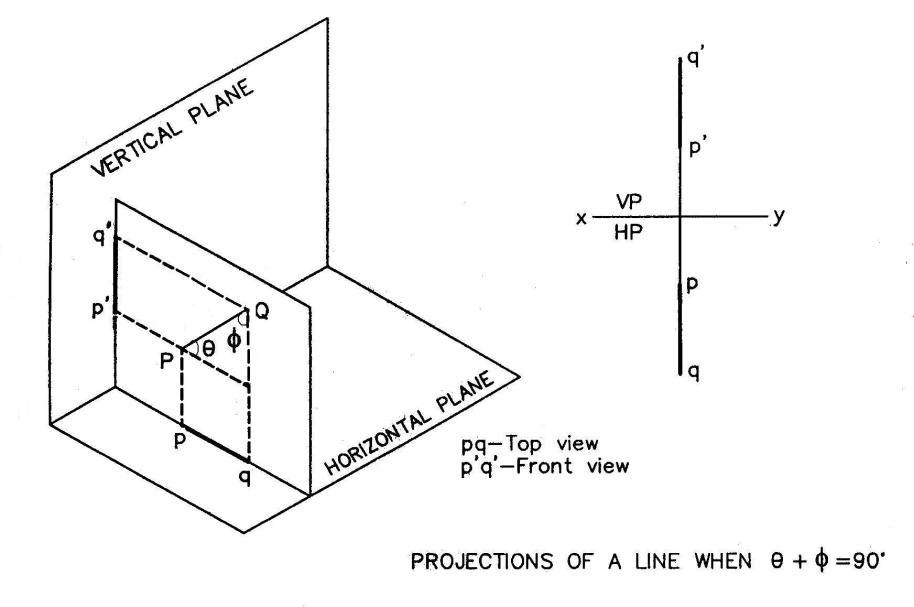 VERTICAL PLANE
q'
p'
Q
P
θ
ϕ
p
q
HORIZONTAL PLANE
q'
p'
VP
x
y
HP
p
q
pq-Top view
p'q'-Front view
PROJECTIONS OF A LINE WHEN θ + ϕ =90°